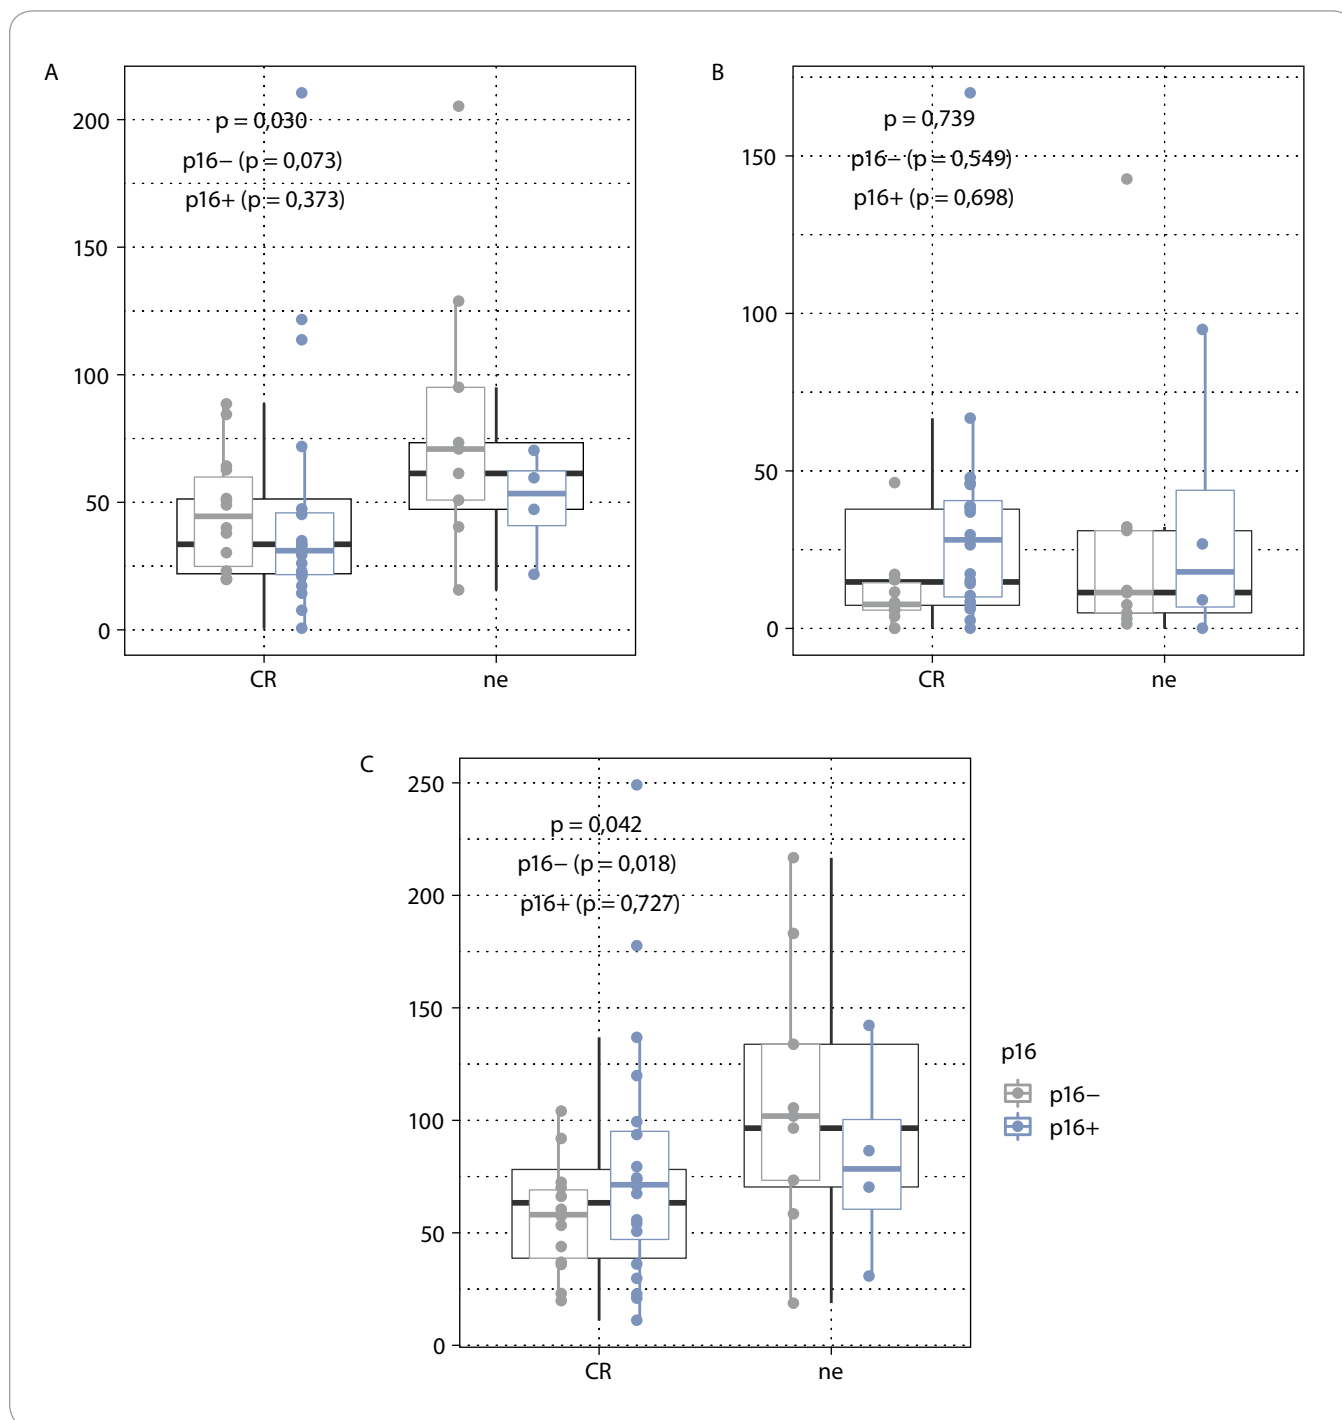 A
p = 0,030
p16− (p = 0,073)
p16+ (p = 0,373)
200
150
100
50
0
CR
ne
B
p = 0,739
p16− (p = 0,549)
p16+ (p = 0,698)
150
100
50
0
CR
ne
C
p = 0,042
p16− (p = 0,018)
p16+ (p = 0,727)
250
200
150
100
50
0
CR
ne
p16
p16−
p16+